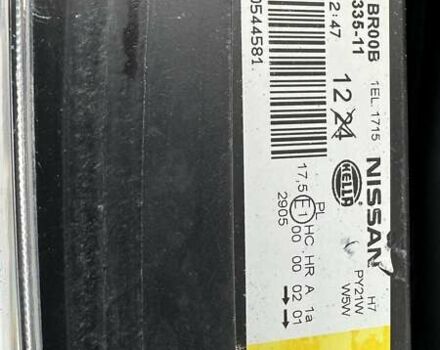 BR00B
335-11
2:47
0544581.
12 24
1EL. 1715
NISSAN
HELLA
H7
PY21W
W5W
PL
17,5 E1 HC HR A 1a
00 00 02 01
2905